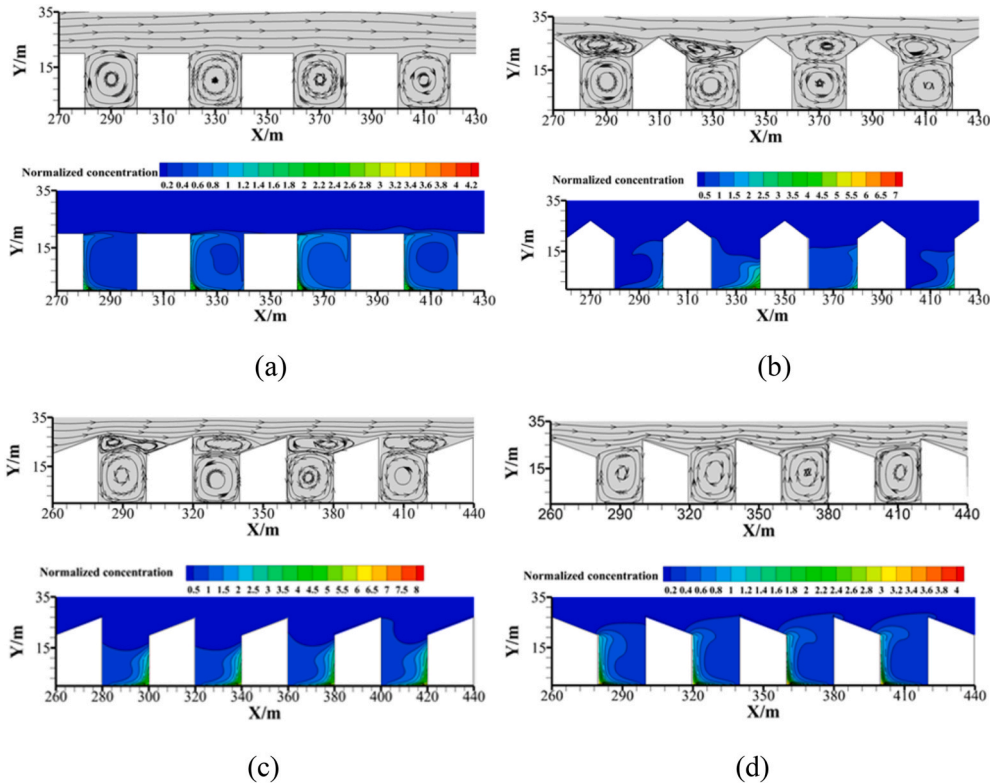 35
15
Y/m
270 290 310 330 350 370 390 410 430
X/m
Normalized concentration
0.2 0.4 0.6 0.8 1 1.2 1.4 1.6 1.8 2 2.2 2.4 2.6 2.8 3 3.2 3.4 3.6 3.8 4 4.2
35
15
Y/m
270 290 310 330 350 370 390 410 430
X/m
(a)
35
15
Y/m
270 290 310 330 350 370 390 410 430
X/m
Normalized concentration
0.5 1 1.5 2 2.5 3 3.5 4 4.5 5 5.5 6 6.5 7
35
15
Y/m
270 290 310 330 350 370 390 410 430
X/m
(b)
35
15
Y/m
260 290 320 350 380 410 440
X/m
Normalized concentration
0.5 1 1.5 2 2.5 3 3.5 4 4.5 5 5.5 6 6.5 7 7.5 8
35
15
Y/m
260 280 300 320 340 360 380 400 420 440
X/m
(c)
35
15
Y/m
260 290 320 350 380 410 440
X/m
Normalized concentration
0.2 0.4 0.6 0.8 1 1.2 1.4 1.6 1.8 2 2.2 2.4 2.6 2.8 3 3.2 3.4 3.6 3.8 4
35
15
Y/m
260 290 320 350 380 410 440
X/m
(d)